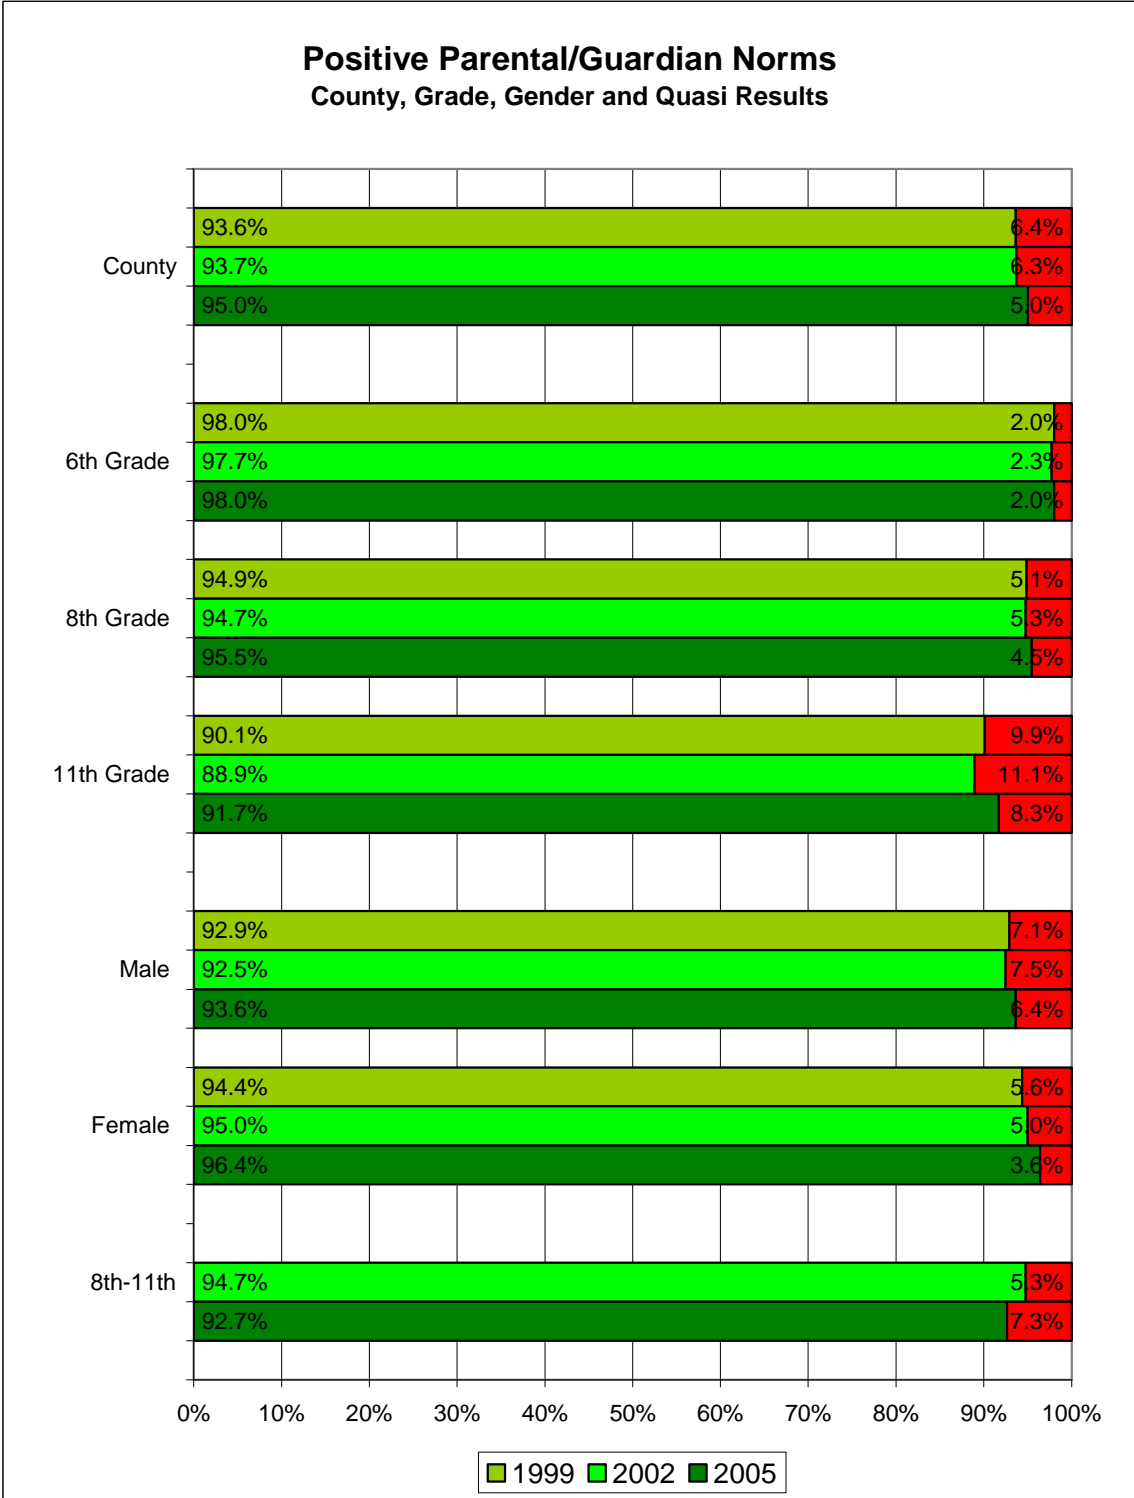 Positive Parental/Guardian Norms
County, Grade, Gender and Quasi Results
93.6% 6.4%
County 93.7% 6.3%
95.0% 5.0%
98.0% 2.0%
6th Grade 97.7% 2.3%
98.0% 2.0%
94.9% 5.1%
8th Grade 94.7% 5.3%
95.5% 4.5%
90.1% 9.9%
11th Grade 88.9% 11.1%
91.7% 8.3%
92.9% 7.1%
Male 92.5% 7.5%
93.6% 6.4%
94.4% 5.6%
Female 95.0% 5.0%
96.4% 3.6%
8th-11th 94.7% 5.3%
92.7% 7.3%
0% 10% 20% 30% 40% 50% 60% 70% 80% 90% 100%
1999 2002 2005